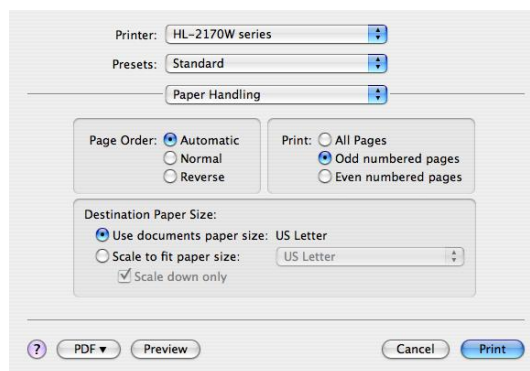 Printer: HL-2170W series
Presets: Standard
Paper Handling
Page Order: Automatic
Normal
Reverse
Print: All Pages
Odd numbered pages
Even numbered pages
Destination Paper Size:
Use documents paper size: US Letter
Scale to fit paper size: US Letter
Scale down only
? PDF▼ Preview Cancel Print